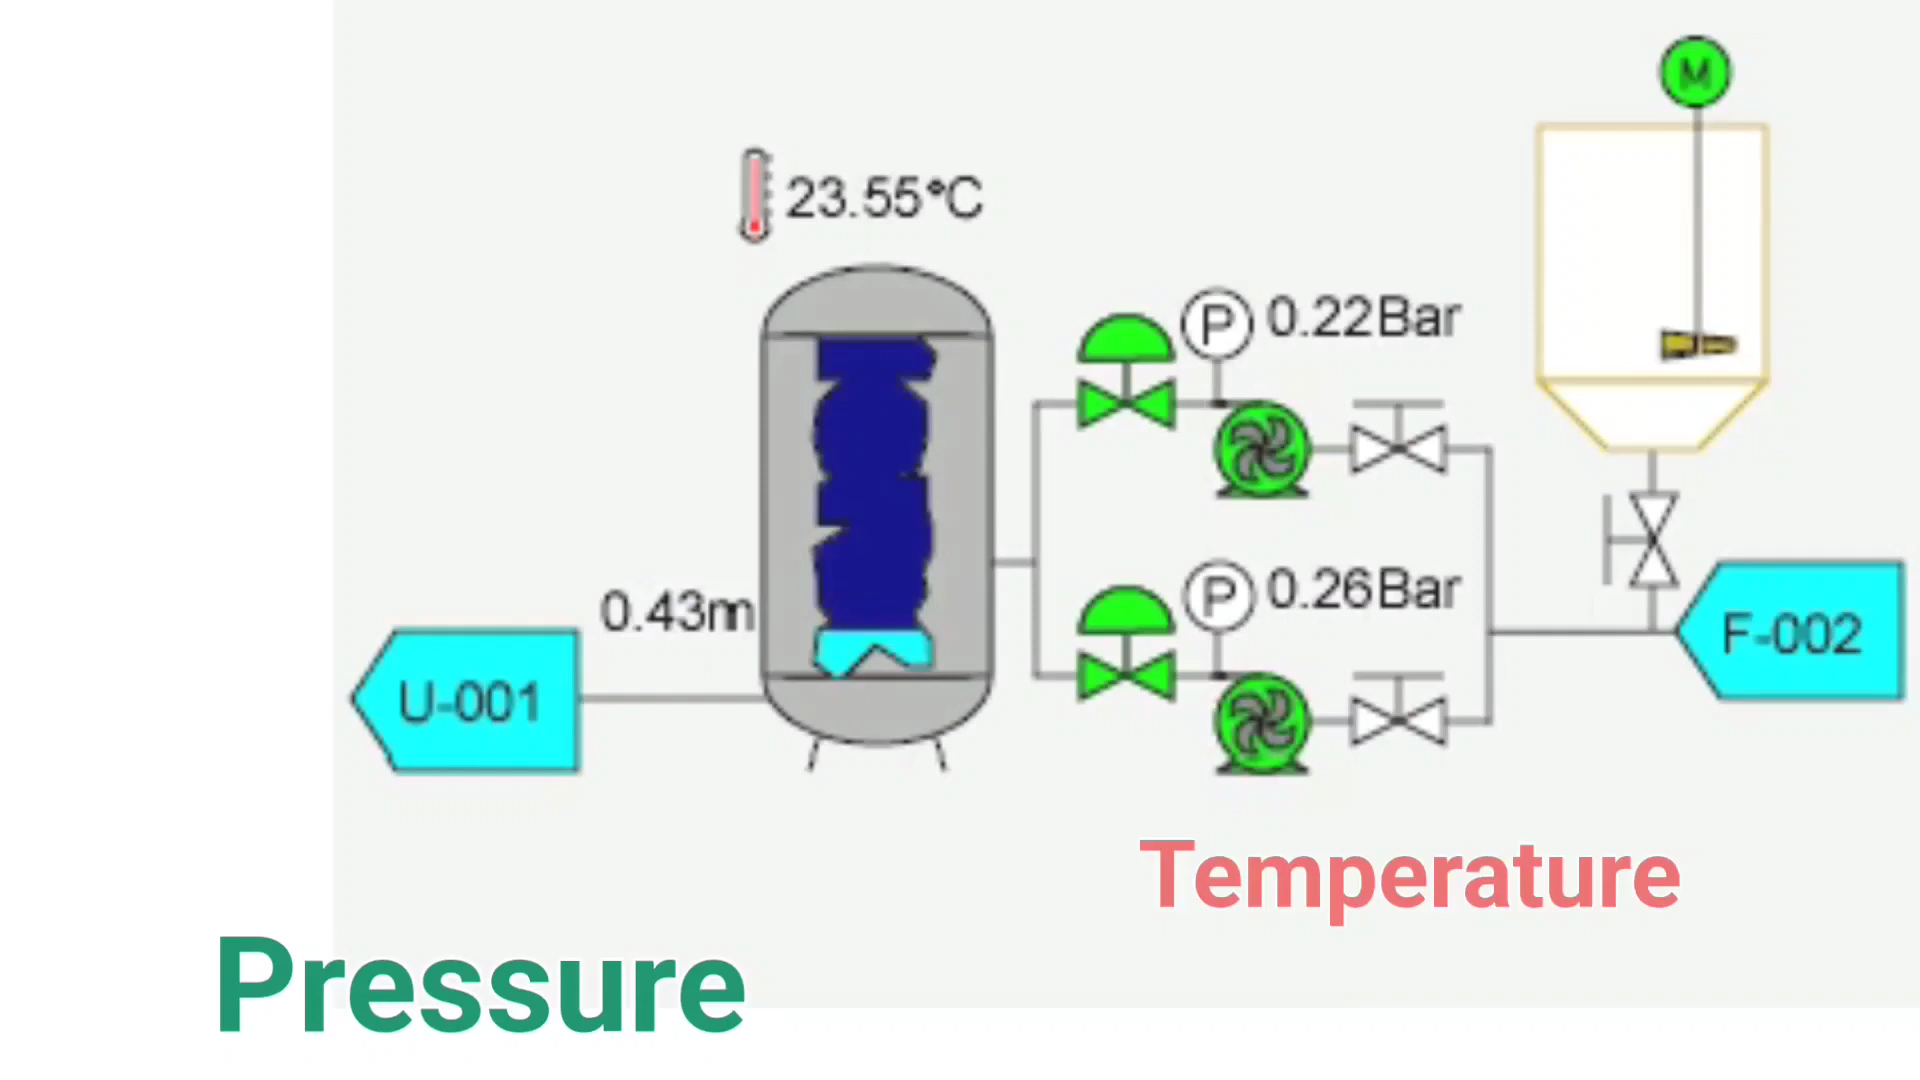 M
23.55°C
P 0.22Bar
P 0.26Bar
0.43m
F-002
U-001
Temperature
Pressure